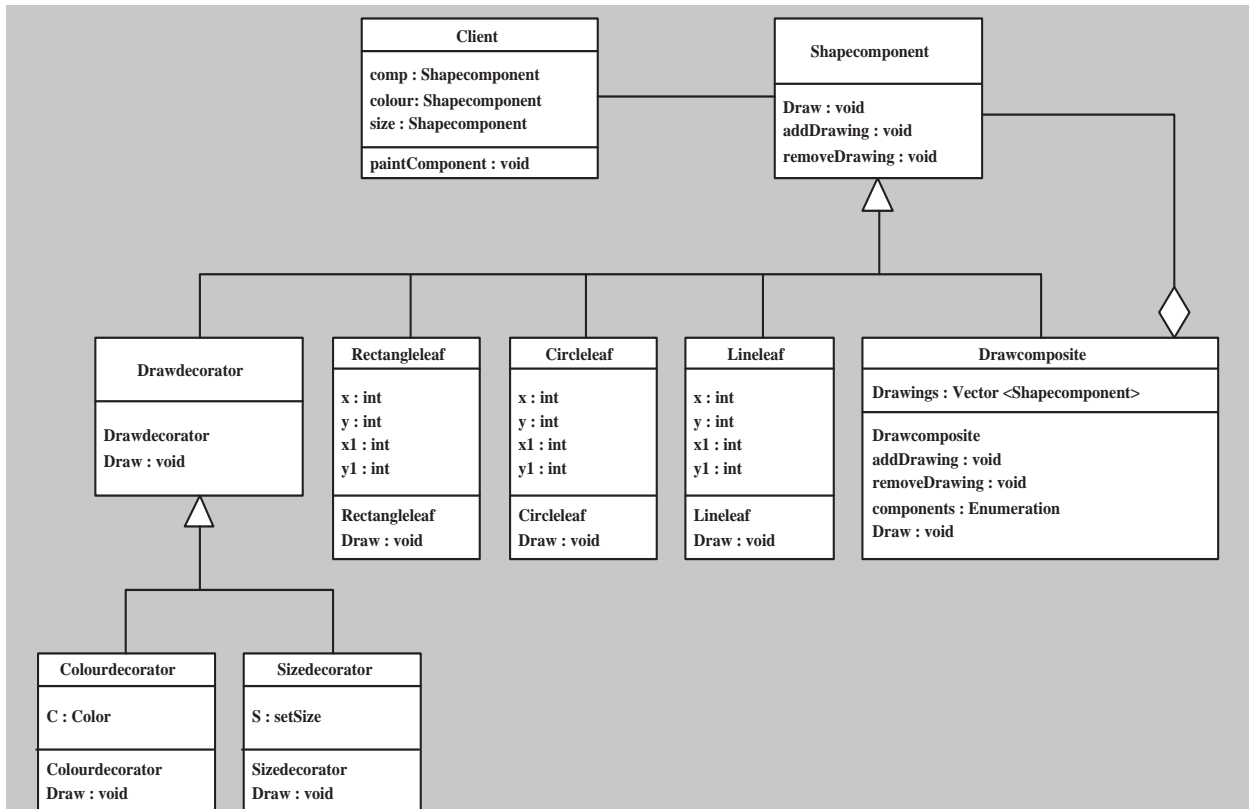 Client
comp : Shapecomponent
colour: Shapecomponent
size : Shapecomponent
paintComponent : void
Shapecomponent
Draw : void
addDrawing : void
removeDrawing : void
Drawdecorator
Drawdecorator
Draw : void
Rectangleleaf
x : int
y : int
x1 : int
y1 : int
Rectangleleaf
Draw : void
Circleleaf
x : int
y : int
x1 : int
y1 : int
Circleleaf
Draw : void
Lineleaf
x : int
y : int
x1 : int
y1 : int
Lineleaf
Draw : void
Drawcomposite
Drawings : Vector <Shapecomponent>
Drawcomposite
addDrawing : void
removeDrawing : void
components : Enumeration
Draw : void
Colourdecorator
C : Color
Colourdecorator
Draw : void
Sizedecorator
S : setSize
Sizedecorator
Draw : void